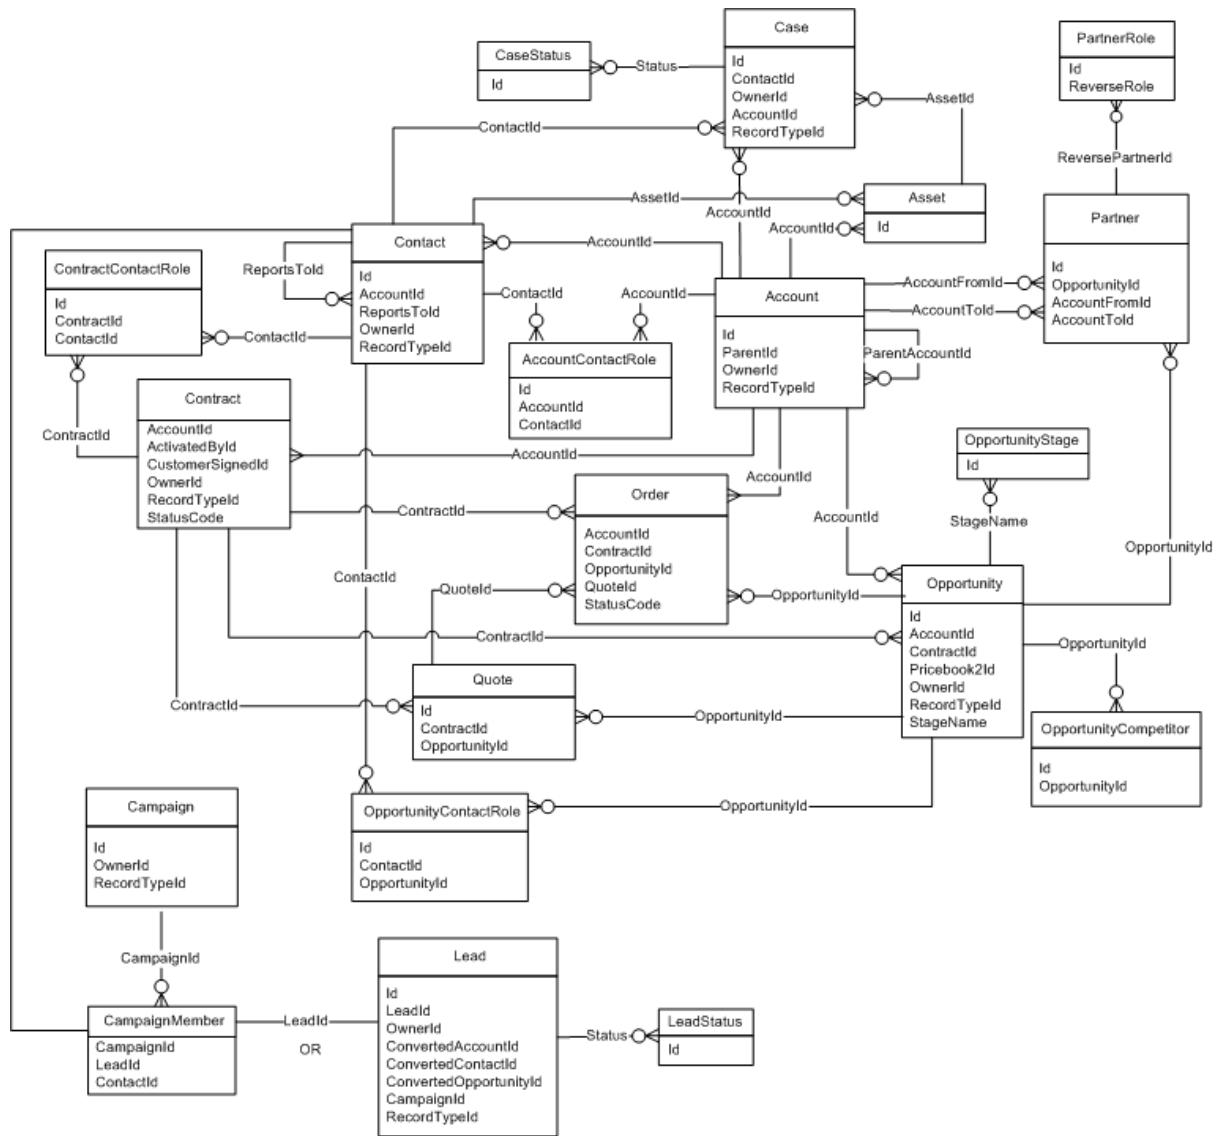 Case
Id
ContactId
OwnerId
AccountId
RecordTypeId
CaseStatus
Id
Status
PartnerRole
Id
ReverseRole
AssetId
ContactId
ReversePartnerId
AssetId
Asset
Id
AccountId
AccountId
Partner
Id
OpportunityId
AccountFromId
AccountToId
Contact
Id
AccountId
ReportsToId
OwnerId
RecordTypeId
AccountId
ReportsToId
ContractContactRole
Id
ContractId
ContactId
ContactId
ContactId
AccountId
Account
Id
ParentId
OwnerId
RecordTypeId
AccountFromId
AccountToId
ParentAccountId
AccountContactRole
Id
AccountId
ContactId
Contract
AccountId
ActivatedById
CustomerSignedId
OwnerId
RecordTypeId
StatusCode
ContractId
AccountId
AccountId
AccountId
OpportunityStage
Id
StageName
OpportunityId
Order
AccountId
ContractId
OpportunityId
QuoteId
StatusCode
ContractId
ContactId
QuoteId
OpportunityId
ContractId
Opportunity
Id
AccountId
ContractId
Pricebook2Id
OwnerId
RecordTypeId
StageName
OpportunityId
Quote
Id
ContractId
OpportunityId
ContractId
OpportunityId
OpportunityCompetitor
Id
OpportunityId
OpportunityContactRole
Id
ContactId
OpportunityId
OpportunityId
Campaign
Id
OwnerId
RecordTypeId
CampaignId
CampaignMember
CampaignId
LeadId
ContactId
LeadId
OR
Lead
Id
LeadId
OwnerId
ConvertedAccountId
ConvertedContactId
ConvertedOpportunityId
CampaignId
RecordTypeId
Status
LeadStatus
Id